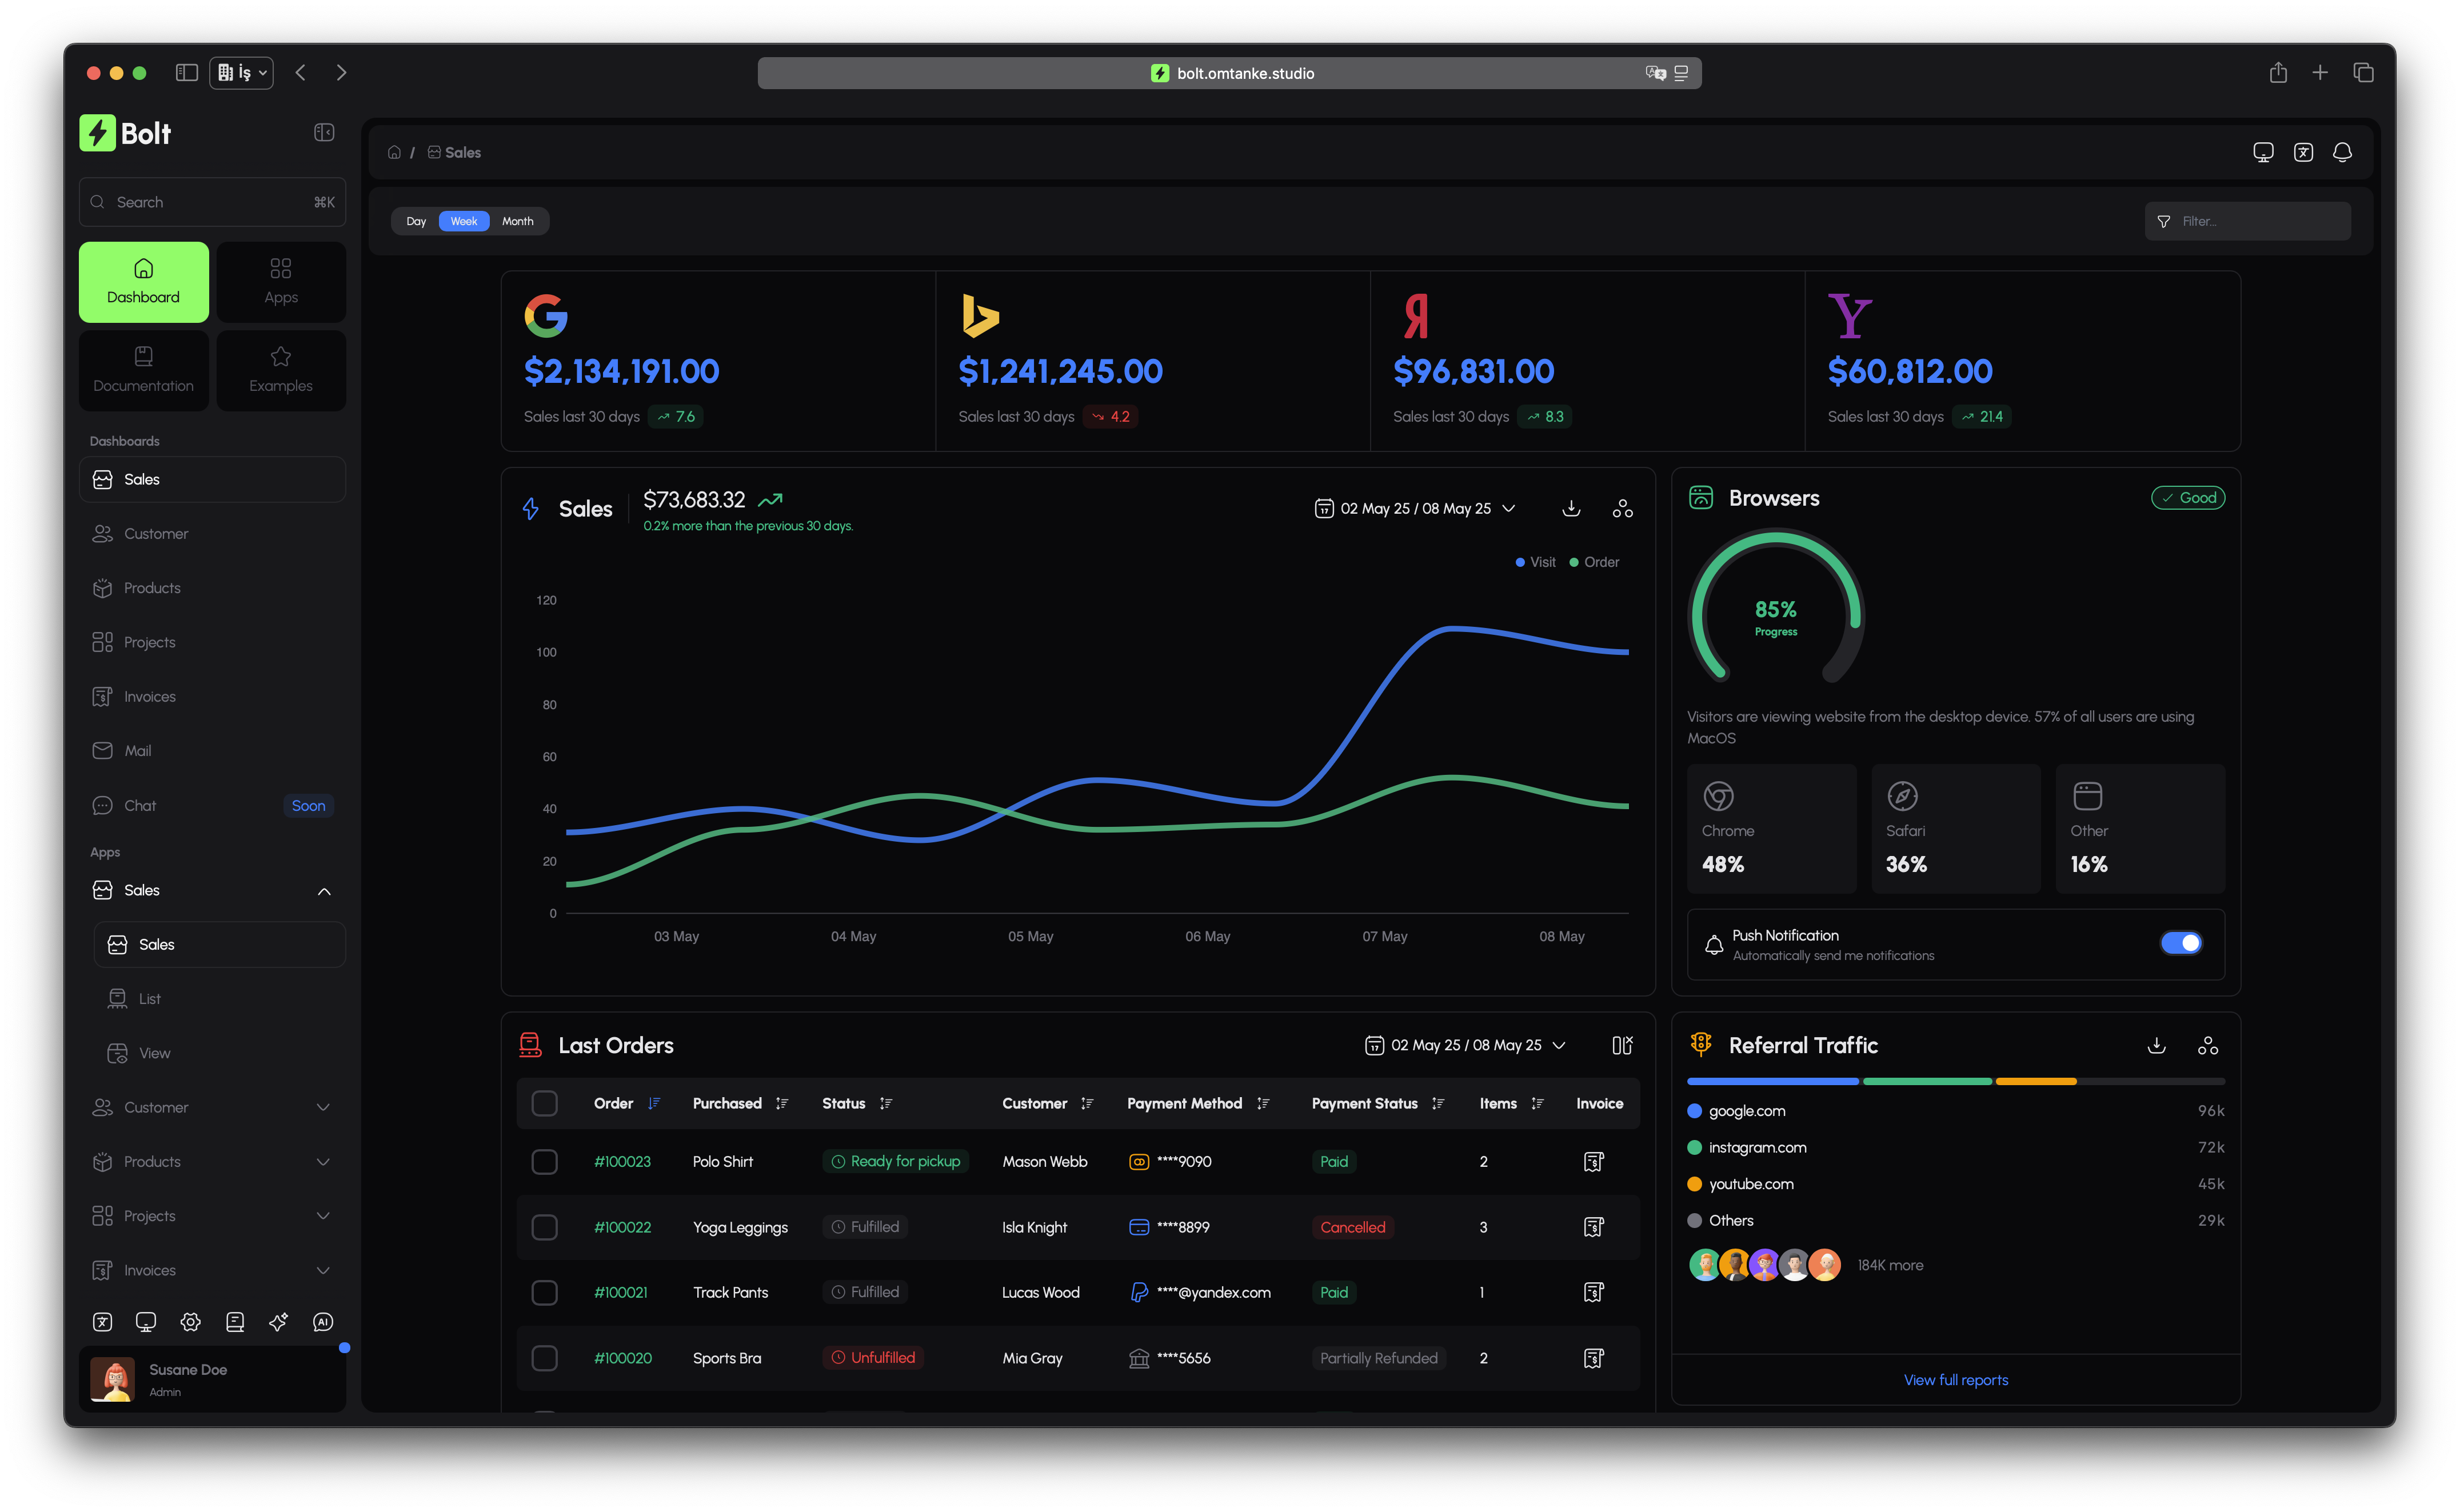 İş
bolt.omtanke.studio
Bolt
Search ⌘K
Dashboard
Apps
Documentation
Examples
Dashboards
Sales
Customer
Products
Projects
Invoices
Mail
Chat Soon
Apps
Sales
Sales
List
View
Customer
Products
Projects
Invoices
AI
Susane Doe
Admin
/ Sales
Day Week Month
Filter...
$2,134,191.00
Sales last 30 days 7.6
$1,241,245.00
Sales last 30 days 4.2
Я
$96,831.00
Sales last 30 days 8.3
Y
$60,812.00
Sales last 30 days 21.4
Sales
$73,683.32
0.2% more than the previous 30 days.
17 02 May 25 / 08 May 25
Visit Order
120
100
80
60
40
20
0
03 May 04 May 05 May 06 May 07 May 08 May
Browsers
Good
85%
Progress
Visitors are viewing website from the desktop device. 57% of all users are using
MacOS
Chrome
48%
Safari
36%
Other
16%
Push Notification
Automatically send me notifications
Last Orders
17 02 May 25 / 08 May 25
Order Purchased Status Customer Payment Method Payment Status Items Invoice
#100023 Polo Shirt Ready for pickup Mason Webb ****9090 Paid 2
#100022 Yoga Leggings Fulfilled Isla Knight ****8899 Cancelled 3
#100021 Track Pants Fulfilled Lucas Wood ****@yandex.com Paid 1
#100020 Sports Bra Unfulfilled Mia Gray ****5656 Partially Refunded 2
Referral Traffic
google.com 96k
instagram.com 72k
youtube.com 45k
Others 29k
184K more
View full reports